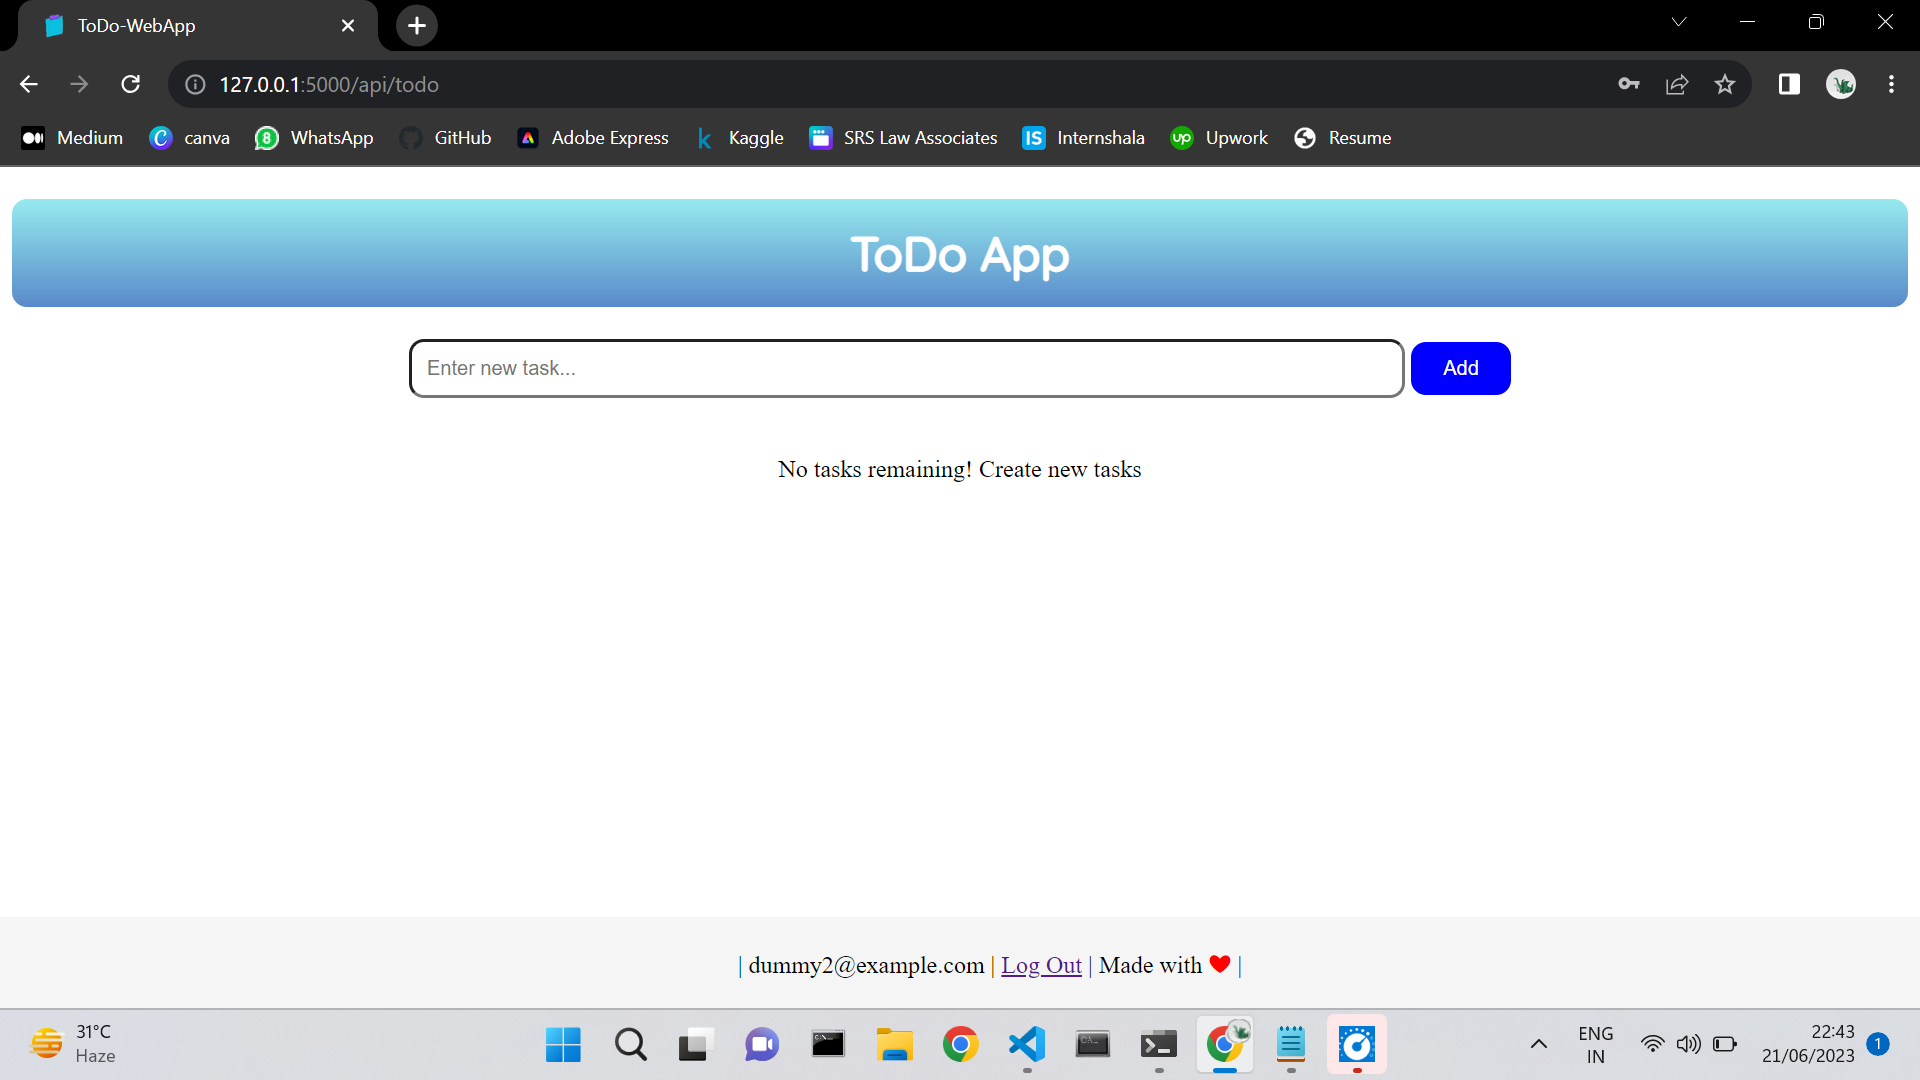 ToDo-WebApp
127.0.0.1:5000/api/todo
Medium canva WhatsApp GitHub Adobe Express Kaggle SRS Law Associates Internshala Upwork Resume
ToDo App
Enter new task... Add
No tasks remaining! Create new tasks
| dummy2@example.com | Log Out | Made with ❤ |
31°C
Haze
ENG
IN
22:43
21/06/2023
1